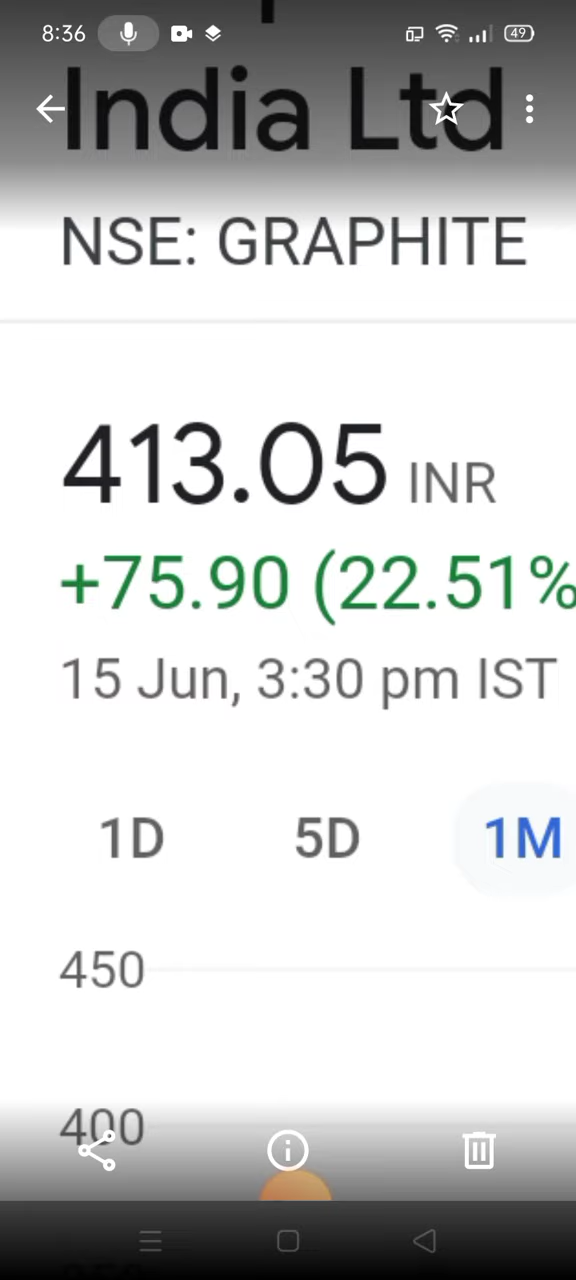 8:36 49
India Ltd
NSE: GRAPHITE
413.05 INR
+75.90 (22.51%
15 Jun, 3:30 pm IST
1D 5D 1M
450
400